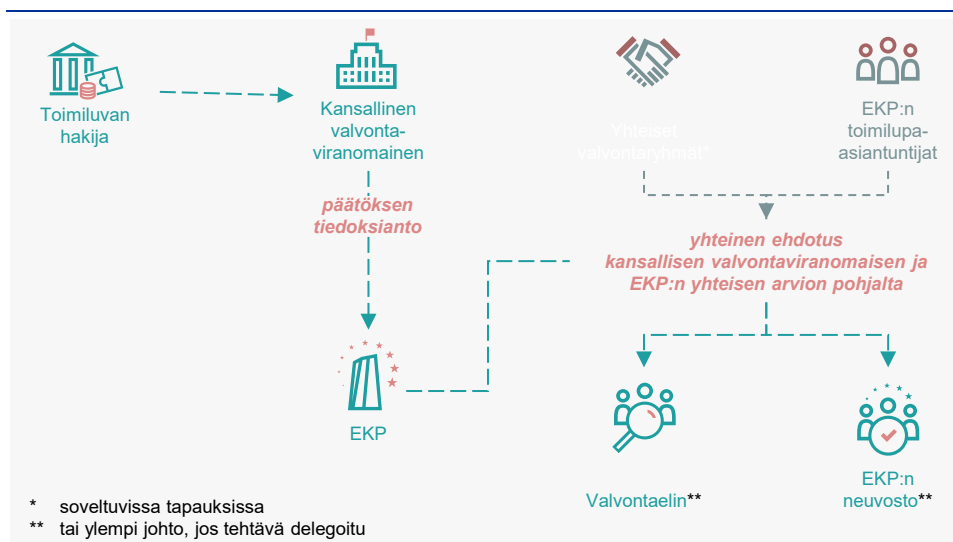 Toimiluvan
hakija
Kansallinen
valvonta-
viranomainen
Yhteiset
valvontaryhmät*
EKP:n
toimilupa-
asiantuntijat
päätöksen
tiedoksianto
yhteinen ehdotus
kansallisen valvontaviranomaisen ja
EKP:n yhteisen arvion pohjalta
EKP
Valvontaelin**
EKP:n
neuvosto**
* soveltuvissa tapauksissa
** tai ylempi johto, jos tehtävä delegoitu